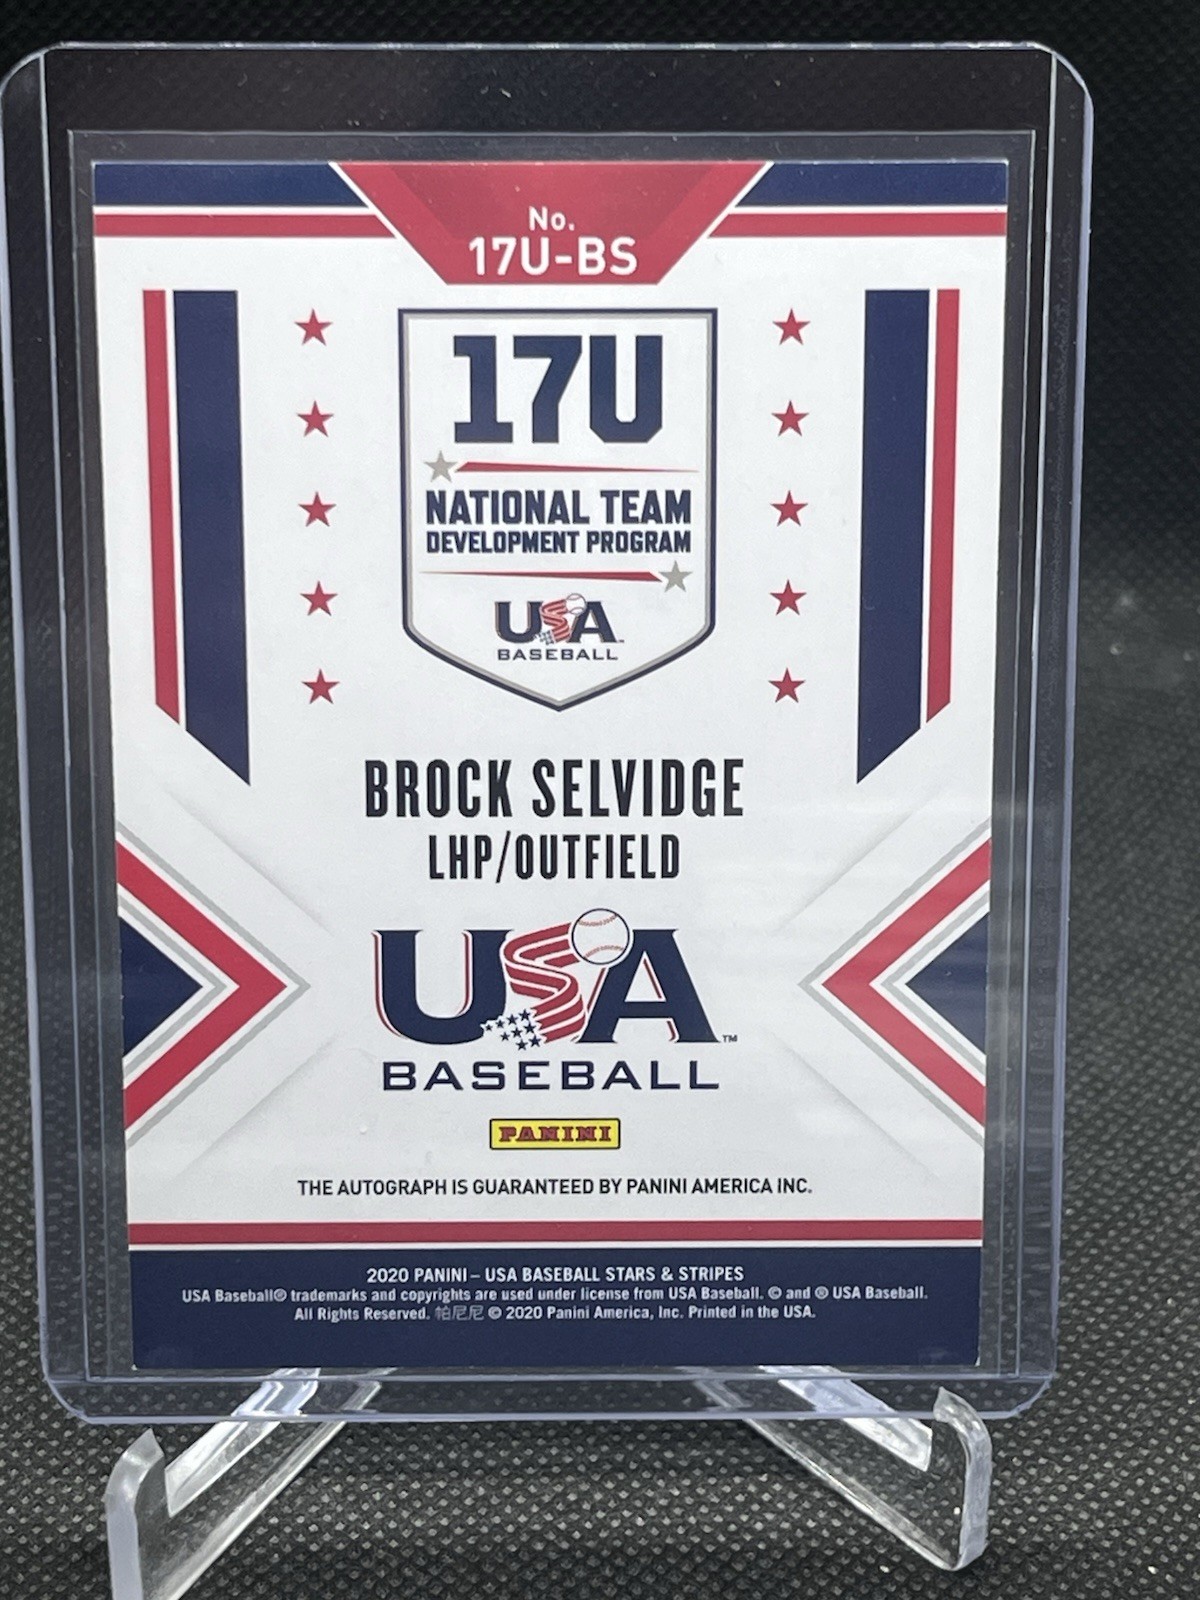 No.
17U-BS
17U
NATIONAL TEAM
DEVELOPMENT PROGRAM
USA
BASEBALL
BROCK SELVIDGE
LHP/OUTFIELD
USA™
BASEBALL
PANINI
THE AUTOGRAPH IS GUARANTEED BY PANINI AMERICA INC.
2020 PANINI – USA BASEBALL STARS & STRIPES
USA Baseball® trademarks and copyrights are used under license from USA Baseball. © and ® USA Baseball.
All Rights Reserved. 帕尼尼 © 2020 Panini America, Inc. Printed in the USA.